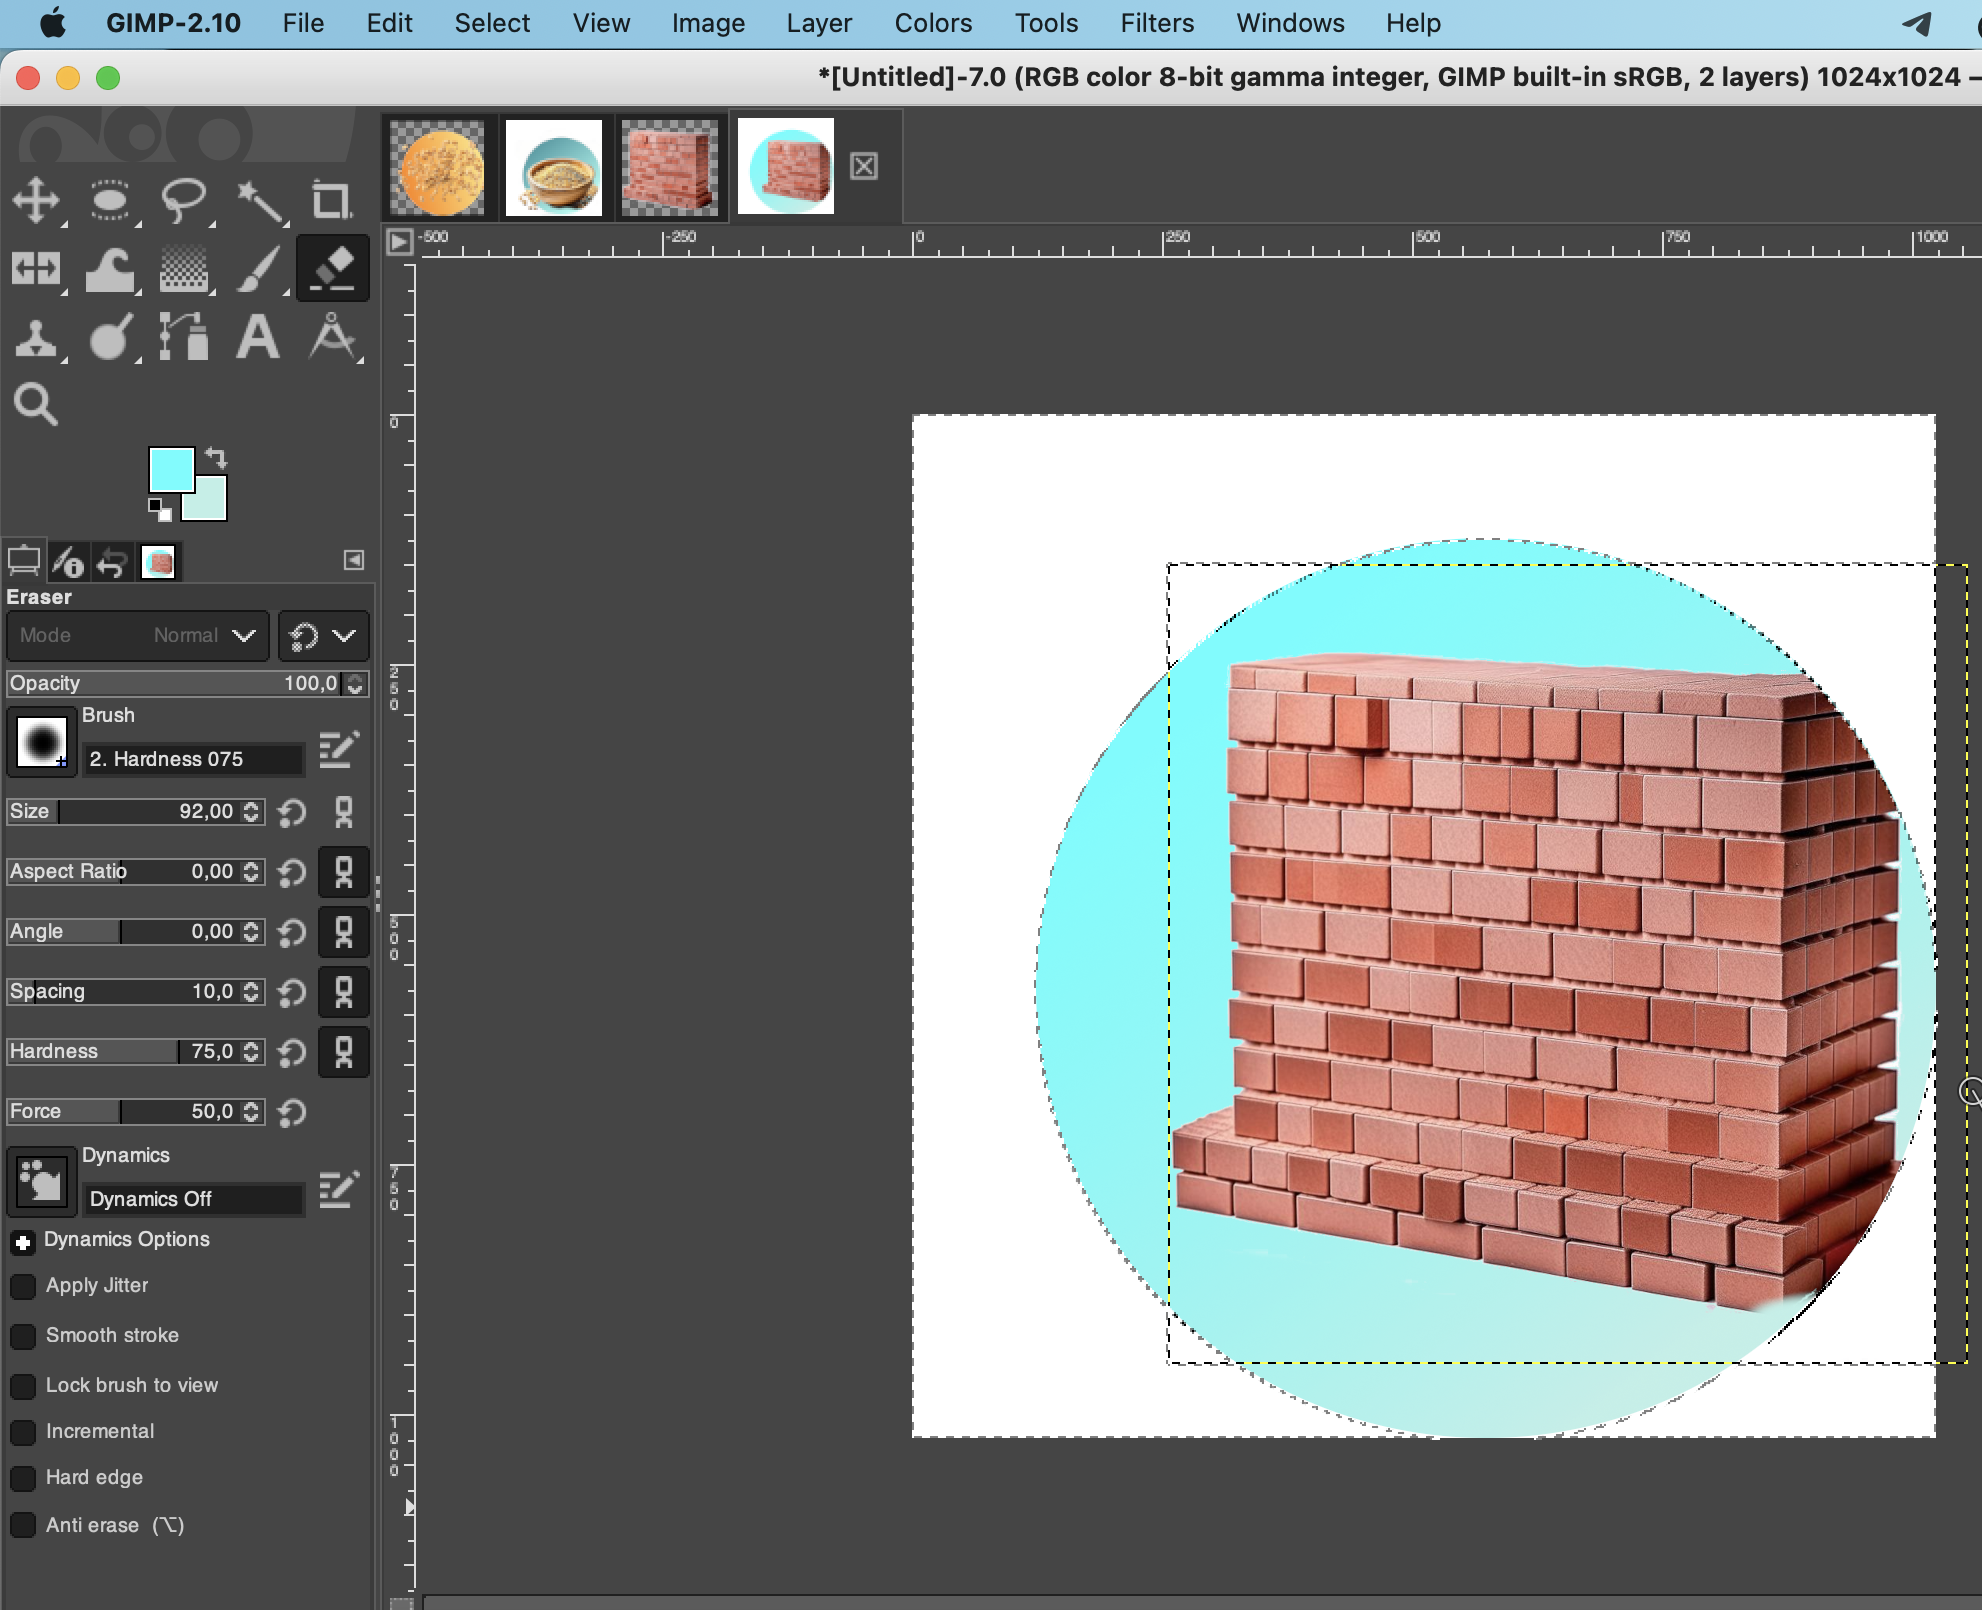 GIMP-2.10 File Edit Select View Image Layer Colors Tools Filters Windows Help
*[Untitled]-7.0 (RGB color 8-bit gamma integer, GIMP built-in sRGB, 2 layers) 1024x1024 –
-500 -250 0 250 500 750 1000
0
250
500
750
1000
Eraser
Mode Normal
Opacity 100,0
Brush
2. Hardness 075
Size 92,00
Aspect Ratio 0,00
Angle 0,00
Spacing 10,0
Hardness 75,0
Force 50,0
Dynamics
Dynamics Off
Dynamics Options
Apply Jitter
Smooth stroke
Lock brush to view
Incremental
Hard edge
Anti erase (⌥)